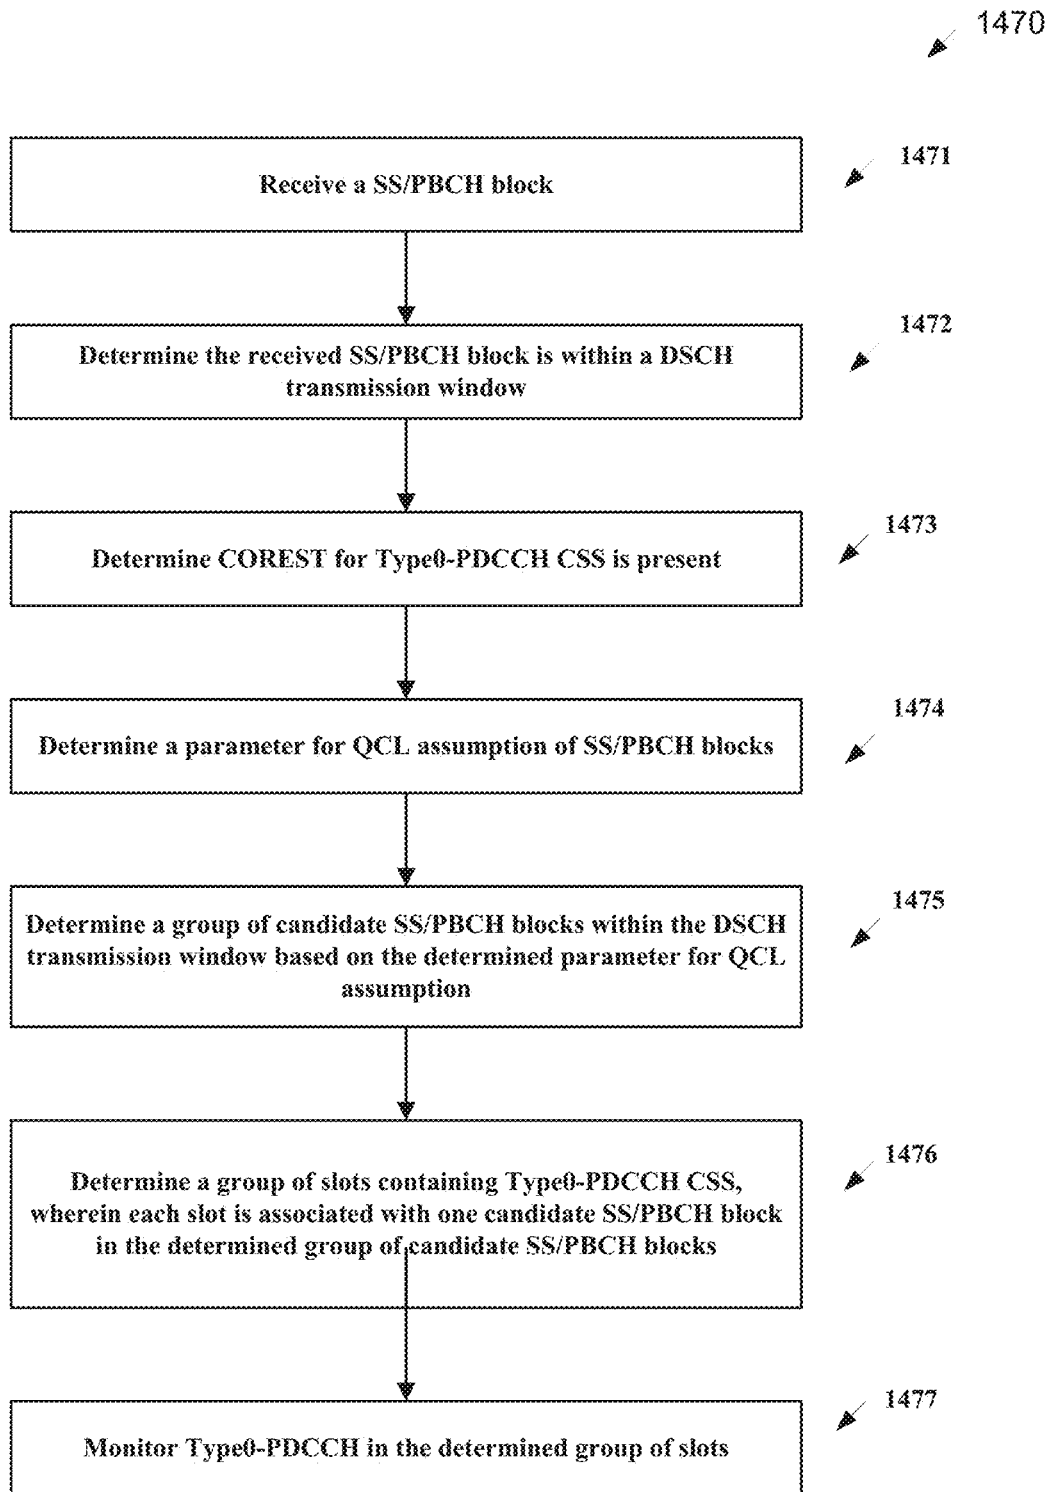 1470
1471
Receive a SS/PBCH block
1472
Determine the received SS/PBCH block is within a DSCH
transmission window
1473
Determine COREST for Type0-PDCCH CSS is present
1474
Determine a parameter for QCL assumption of SS/PBCH blocks
1475
Determine a group of candidate SS/PBCH blocks within the DSCH
transmission window based on the determined parameter for QCL
assumption
1476
Determine a group of slots containing Type0-PDCCH CSS,
wherein each slot is associated with one candidate SS/PBCH block
in the determined group of candidate SS/PBCH blocks
1477
Monitor Type0-PDCCH in the determined group of slots